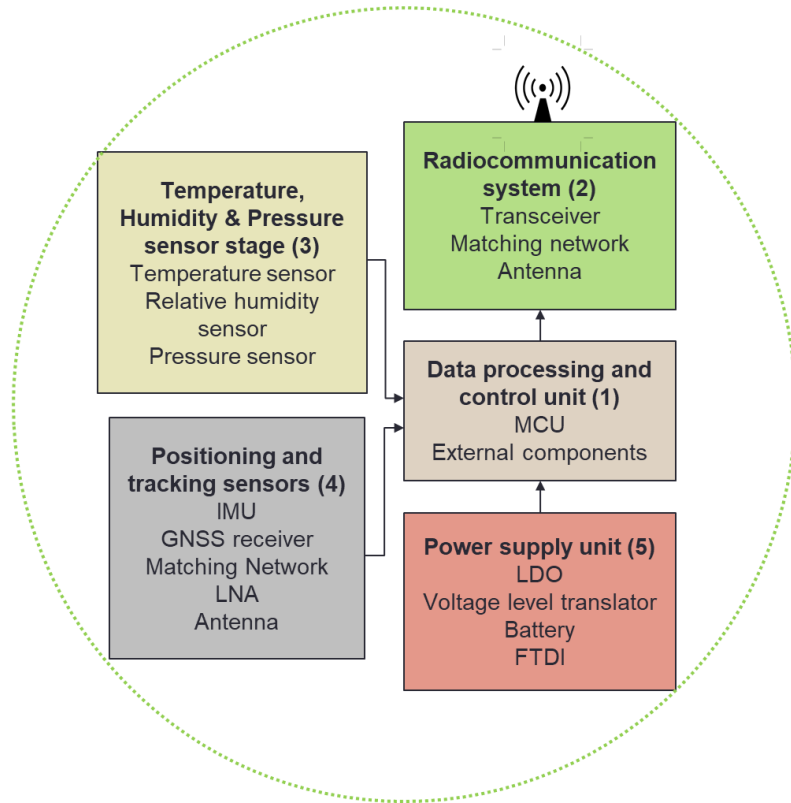 Temperature,
Humidity & Pressure
sensor stage (3)
Temperature sensor
Relative humidity
sensor
Pressure sensor
Radiocommunication
system (2)
Transceiver
Matching network
Antenna
Data processing and
control unit (1)
MCU
External components
Positioning and
tracking sensors (4)
IMU
GNSS receiver
Matching Network
LNA
Antenna
Power supply unit (5)
LDO
Voltage level translator
Battery
FTDI